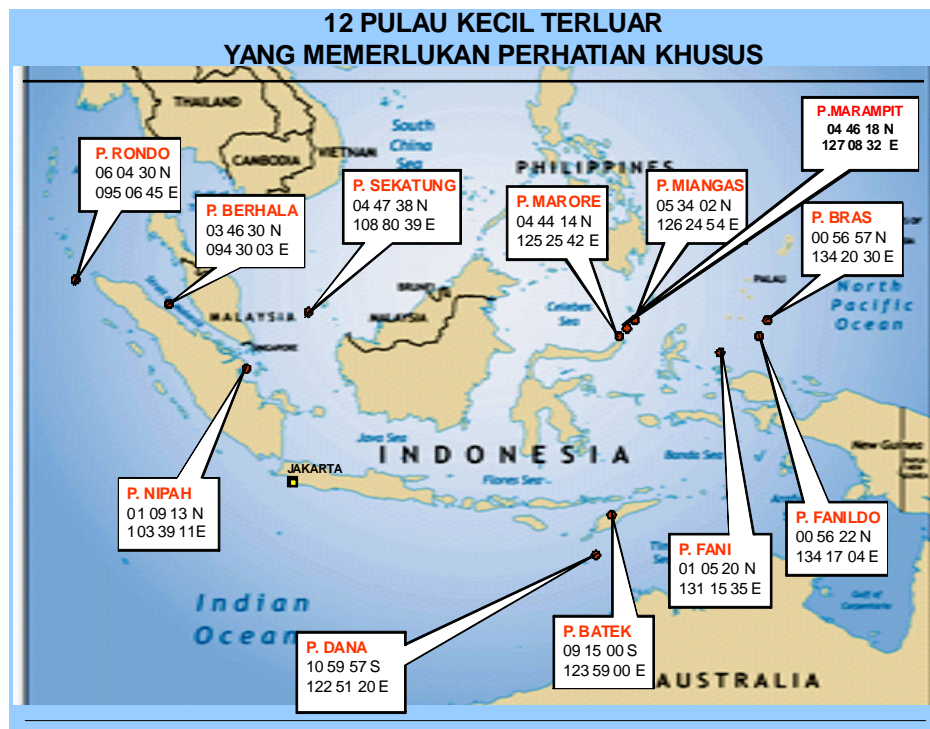 12 PULAU KECIL TERLUAR
YANG MEMERLUKAN PERHATIAN KHUSUS
P. RONDO
06 04 30 N
095 06 45 E
P. BERHALA
03 46 30 N
094 30 03 E
P. SEKATUNG
04 47 38 N
108 80 39 E
P. MARORE
04 44 14 N
125 25 42 E
P. MIANGAS
05 34 02 N
126 24 54 E
P.MARAMPIT
04 46 18 N
127 08 32 E
P. BRAS
00 56 57 N
134 20 30 E
P. NIPAH
01 09 13 N
103 39 11E
P. DANA
10 59 57 S
122 51 20 E
P.BATEK
09 15 00 S
123 59 00 E
P. FANI
01 05 20 N
131 15 35 E
P. FANILDO
00 56 22 N
134 17 04 E
THAILAND
CAMBODIA
VIETNAM
South
China
Sea
PHILIPPINES
PALAU
North
Pacific
Ocean
BRUNEI
MALAYSIA
MALAYSIA
SINGAPORE
Celebes
Sea
Java Sea
INDONESIA
Banda Sea
Flores Sea
New Guinea
JAKARTA
Indian
Ocean
Gulf of
Carpentaria
AUSTRALIA